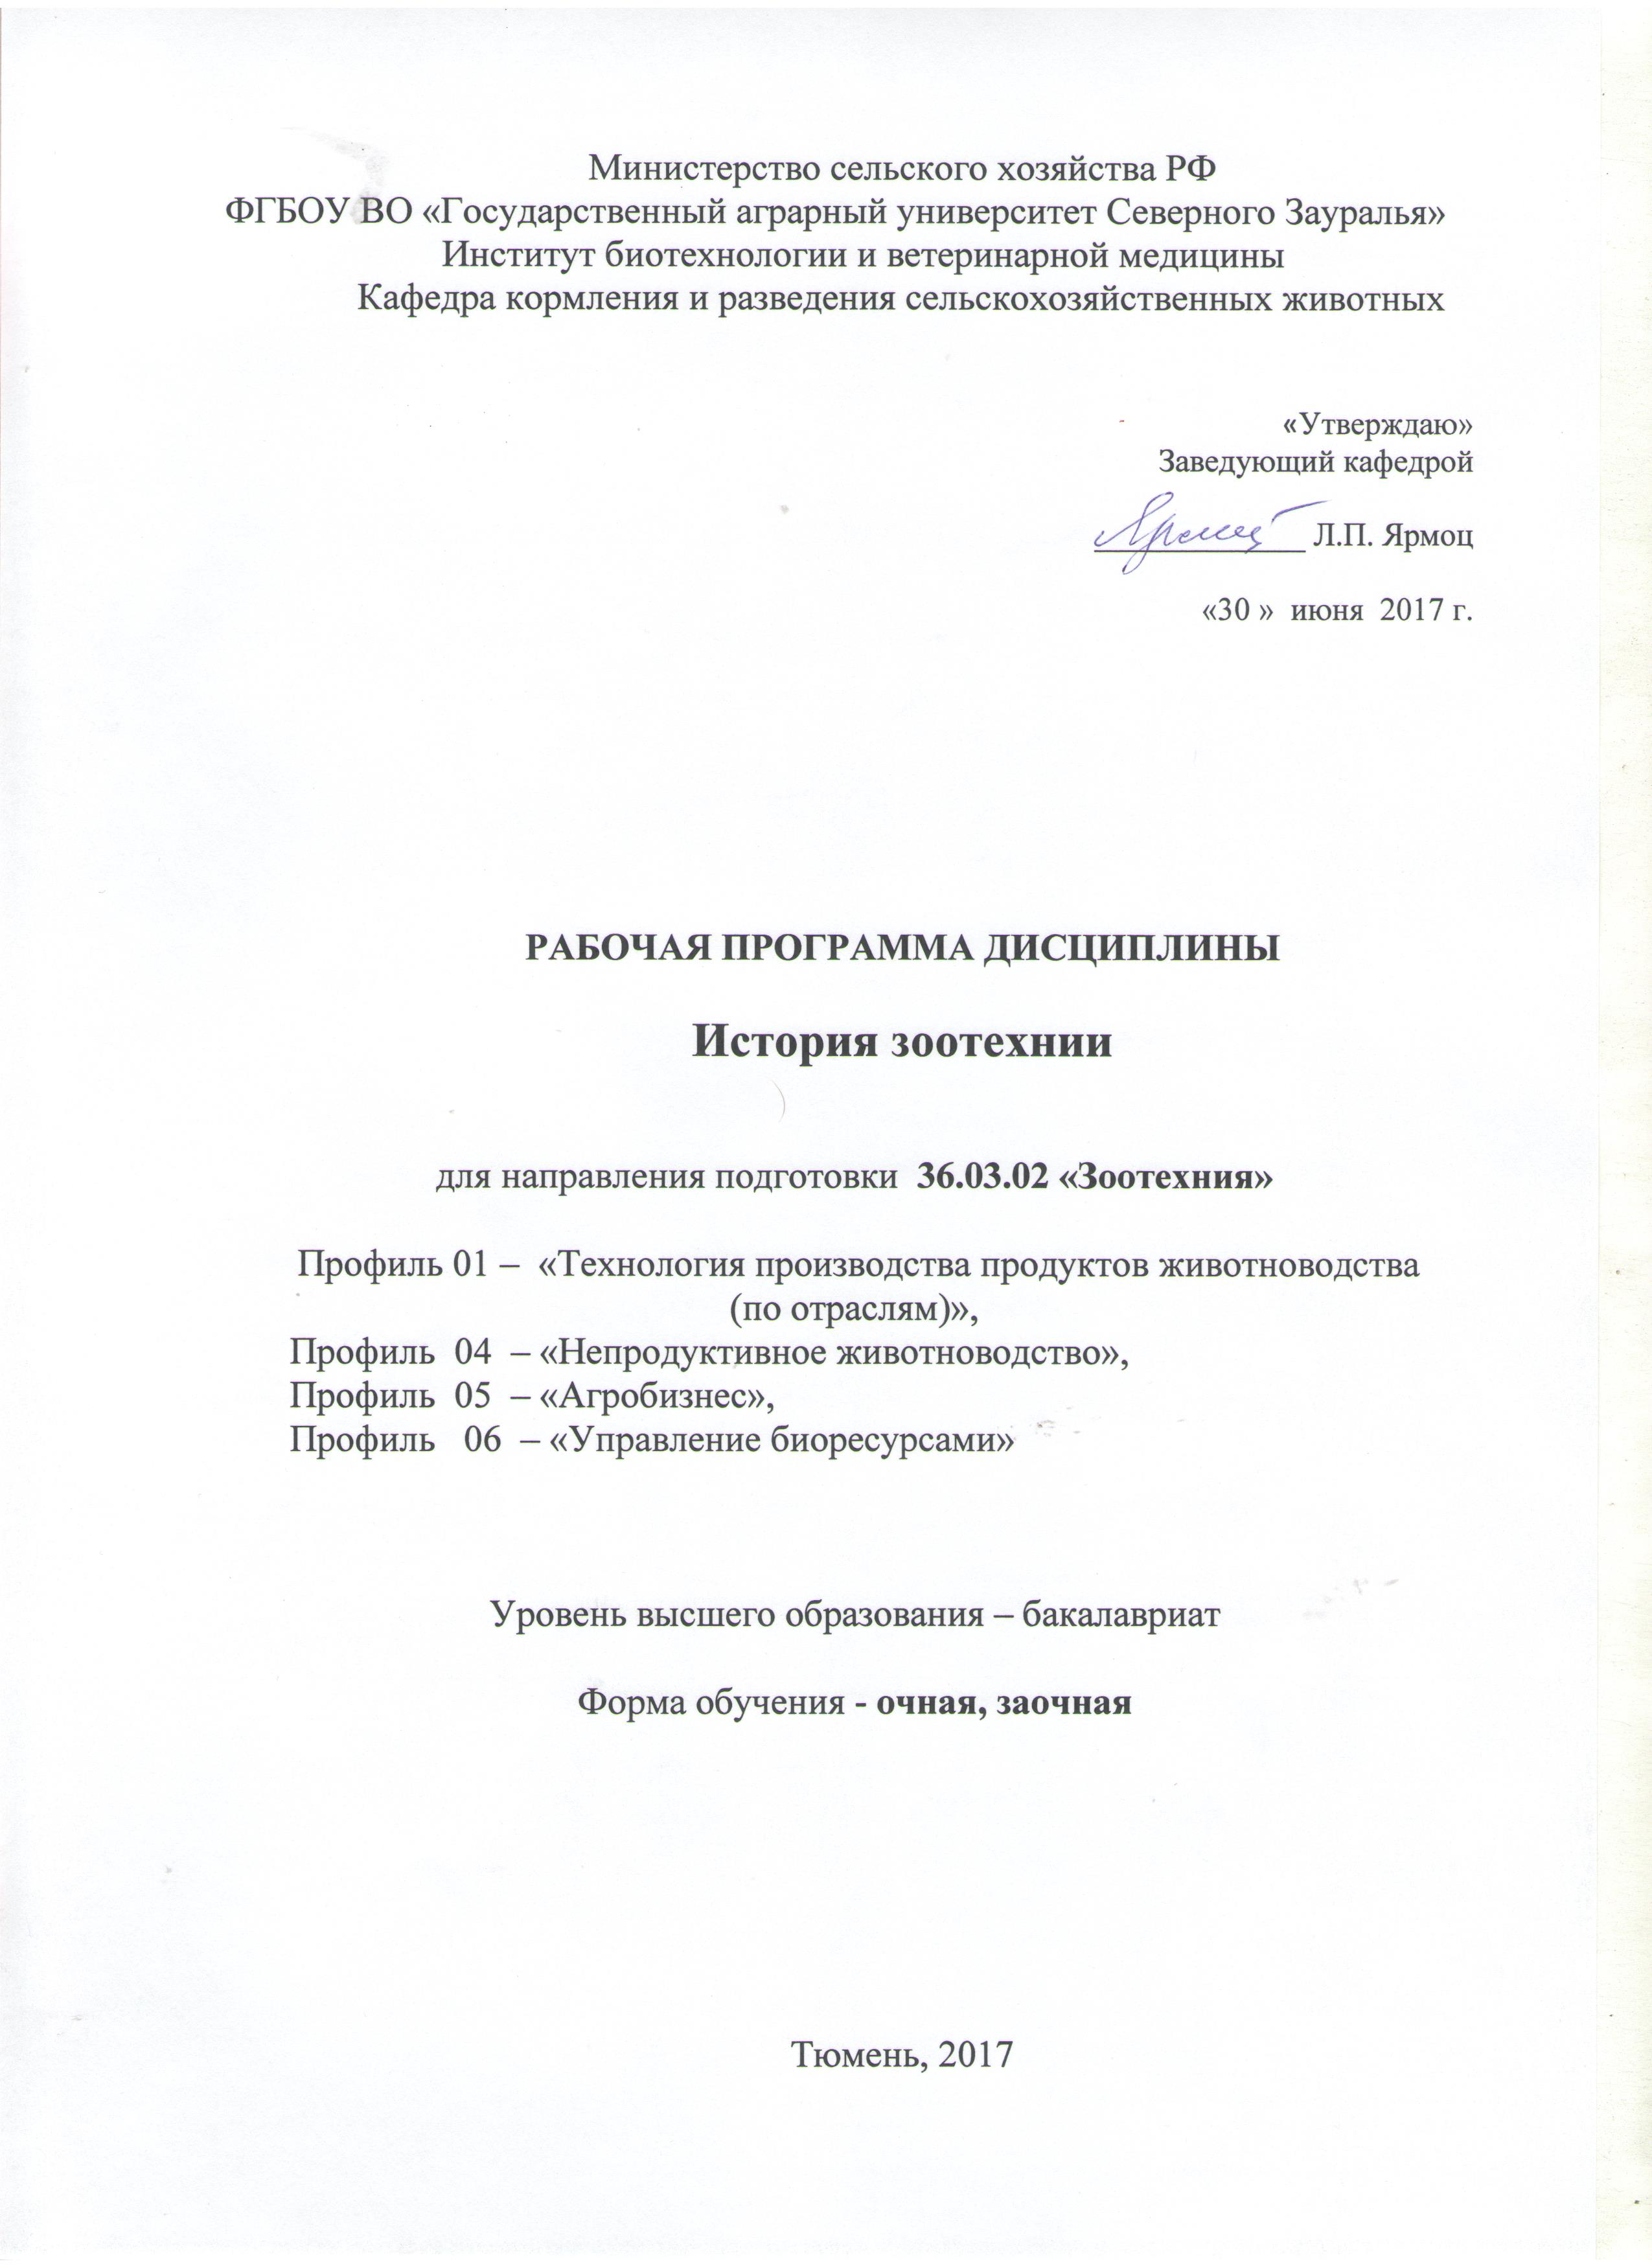 Министерство сельского хозяйства РФ
ФГБОУ ВО «Государственный аграрный университет Северного Зауралья»
Институт биотехнологии и ветеринарной медицины
Кафедра кормления и разведения сельскохозяйственных животных
«Утверждаю»
Заведующий кафедрой
Л.П. Ярмоц
«30 » июня 2017 г.
РАБОЧАЯ ПРОГРАММА ДИСЦИПЛИНЫ
История зоотехнии
для направления подготовки 36.03.02 «Зоотехния»
Профиль 01 – «Технология производства продуктов животноводства
(по отраслям)»,
Профиль 04 – «Непродуктивное животноводство»,
Профиль 05 – «Агробизнес»,
Профиль 06 – «Управление биоресурсами»
Уровень высшего образования – бакалавриат
Форма обучения - очная, заочная
Тюмень, 2017